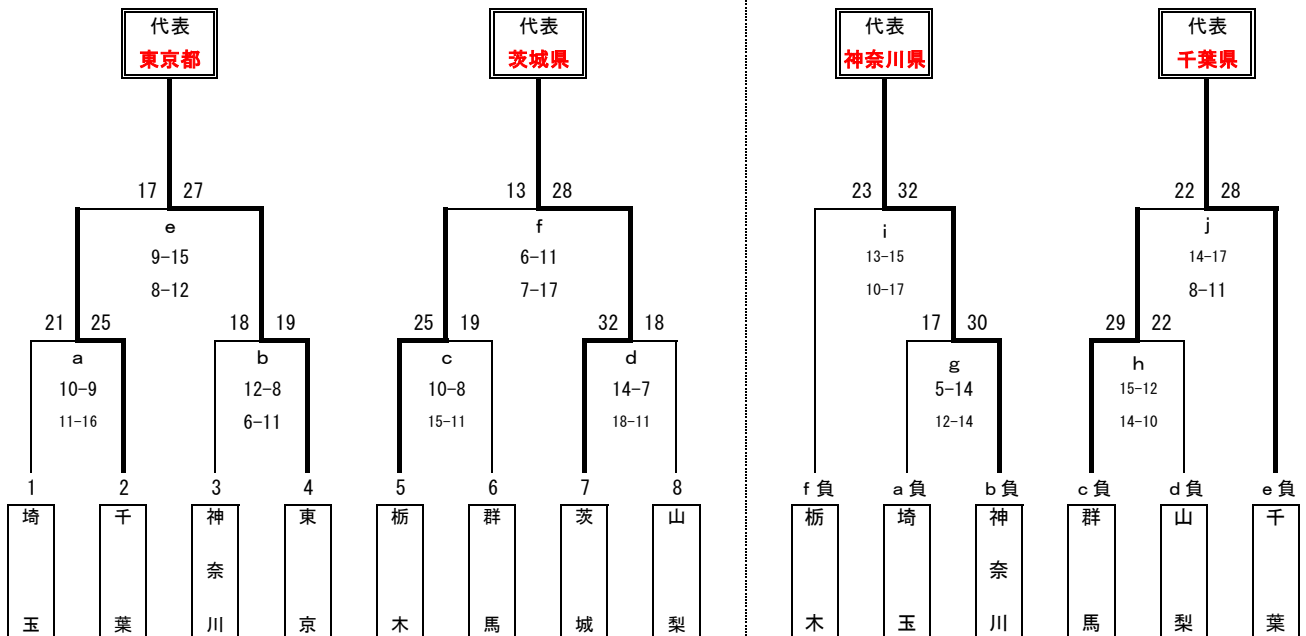 代表 代表 代表 代表
東京都 茨城県 神奈川県 千葉県
17 27 13 28 23 32 22 28
e f i j
9-15 6-11 13-15 14-17
8-12 7-17 10-17 8-11
21 25 18 19 25 19 32 18 17 30 29 22
a b c d g h
10-9 12-8 10-8 14-7 5-14 15-12
11-16 6-11 15-11 18-11 12-14 14-10
1 2 3 4 5 6 7 8 f負 a負 b負 c負 d負 e負
埼玉
千葉
神奈川
東京
栃木
群馬
茨城
山梨
栃木
埼玉
神奈川
群馬
山梨
千葉